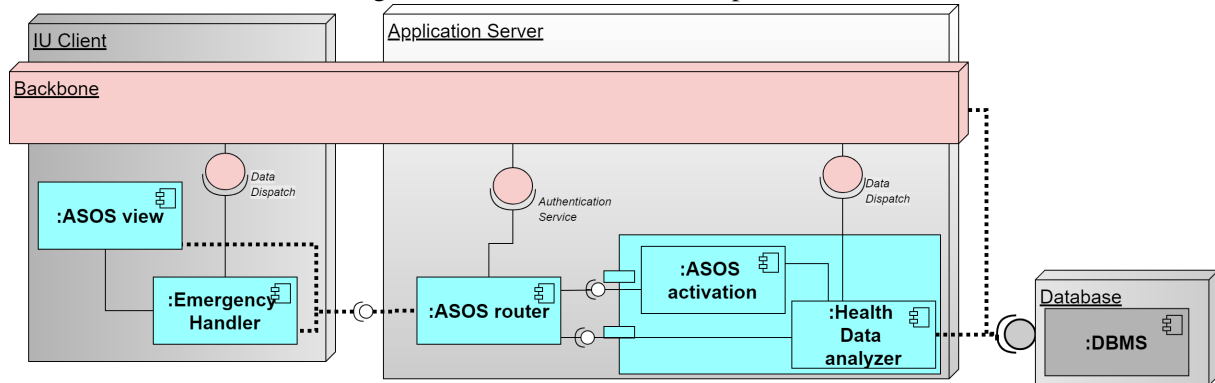 IU Client
Application Server
Backbone
Data
Dispatch
Authentication
Service
Data
Dispatch
:ASOS view
:Emergency
Handler
:ASOS router
:ASOS
activation
:Health
Data
analyzer
Database
:DBMS